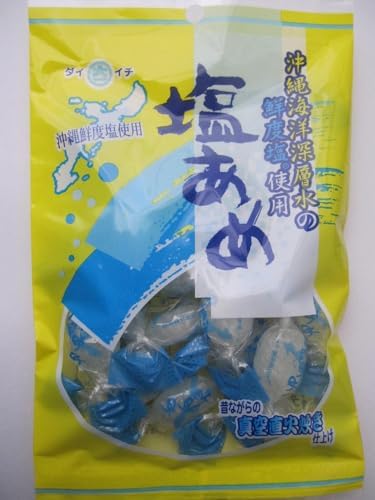 ダイイチ
沖縄鮮度塩使用
沖縄海洋深層水の
鮮度塩使用
塩あめ
昔ながらの
真空直火炊き
仕上げ